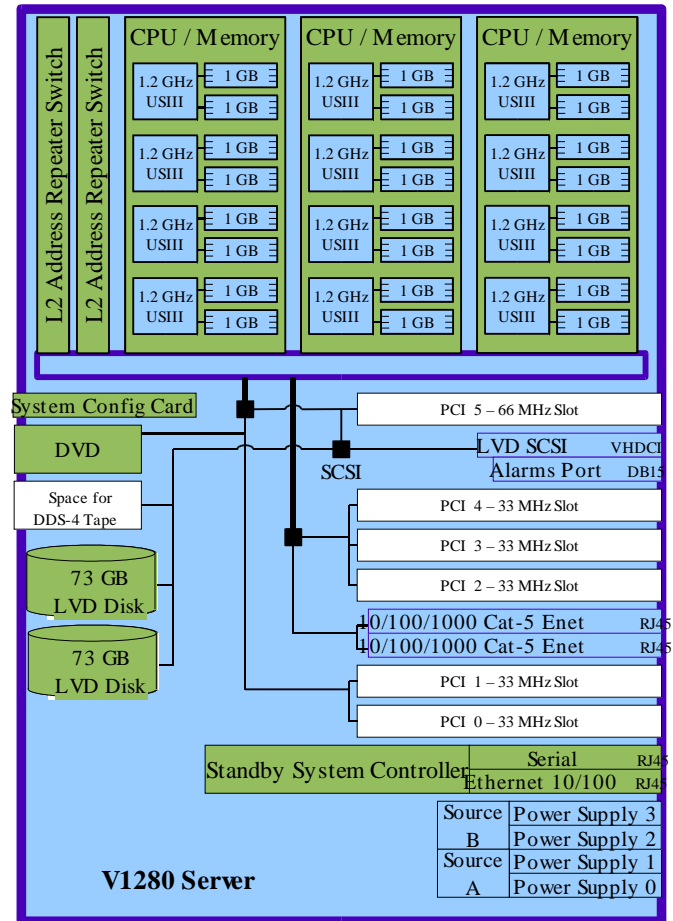 L2 Address Repeater Switch
L2 Address Repeater Switch
CPU / Memory
1.2 GHz
USIII
1 GB
1 GB
1.2 GHz
USIII
1 GB
1 GB
1.2 GHz
USIII
1 GB
1 GB
1.2 GHz
USIII
1 GB
1 GB
CPU / Memory
1.2 GHz
USIII
1 GB
1 GB
1.2 GHz
USIII
1 GB
1 GB
1.2 GHz
USIII
1 GB
1 GB
1.2 GHz
USIII
1 GB
1 GB
CPU / Memory
1.2 GHz
USIII
1 GB
1 GB
1.2 GHz
USIII
1 GB
1 GB
1.2 GHz
USIII
1 GB
1 GB
1.2 GHz
USIII
1 GB
1 GB
System Config Card
DVD
Space for
DDS-4 Tape
73 GB
LVD Disk
73 GB
LVD Disk
SCSI
PCI 5 – 66 MHz Slot
LVD SCSI VHDCI
Alarms Port DB15
PCI 4 – 33 MHz Slot
PCI 3 – 33 MHz Slot
PCI 2 – 33 MHz Slot
10/100/1000 Cat-5 Enet RJ45
10/100/1000 Cat-5 Enet RJ45
PCI 1 – 33 MHz Slot
PCI 0 – 33 MHz Slot
Standby System Controller
Serial RJ45
Ethernet 10/100 RJ45
Source
B
Power Supply 3
Power Supply 2
Source
A
Power Supply 1
Power Supply 0
V1280 Server